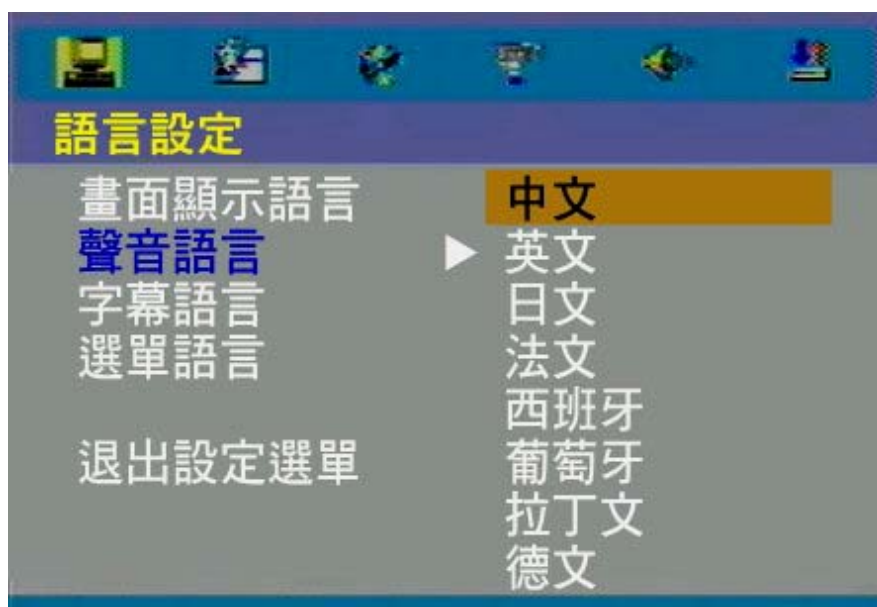 語言設定
畫面顯示語言 中文
聲音語言 英文
字幕語言 日文
選單語言 法文
西班牙
退出設定選單 葡萄牙
拉丁文
德文